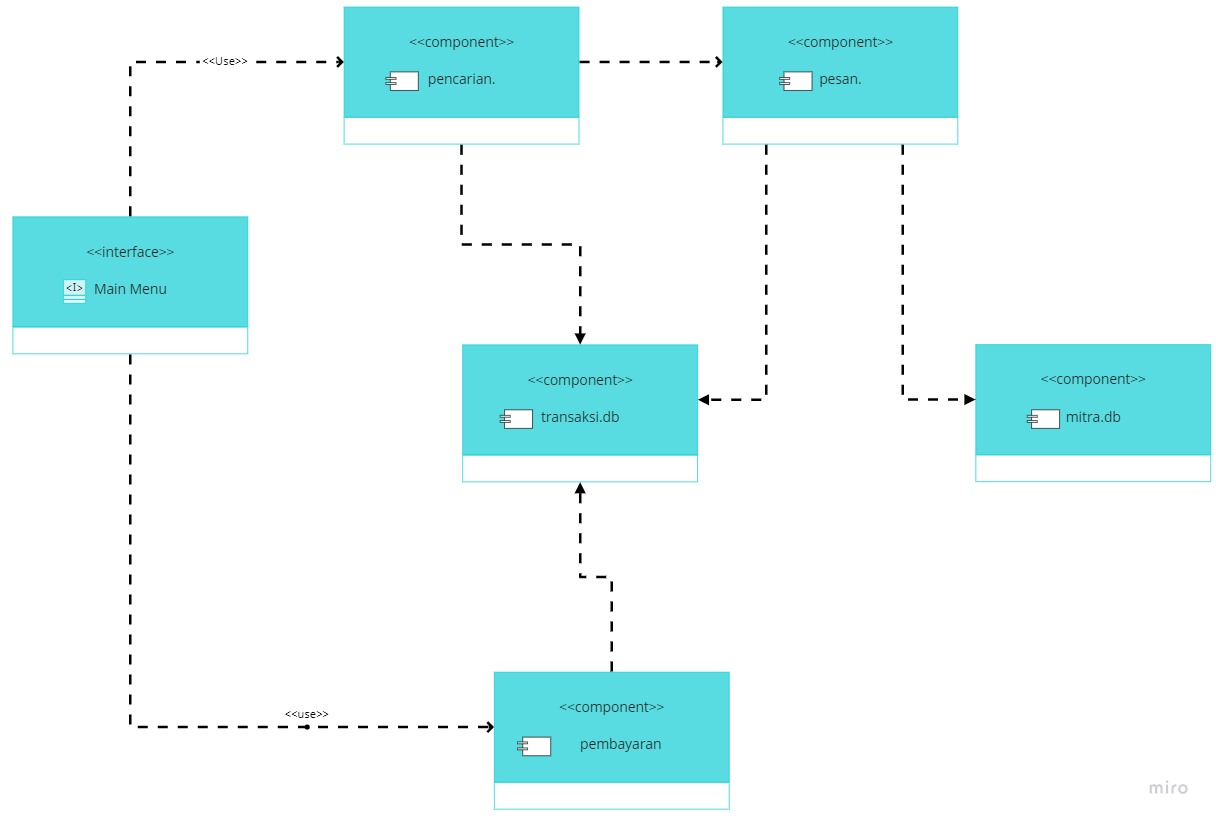 <<component>>
pencarian.
<<component>>
pesan.
<<Use>>
<<interface>>
<I>
Main Menu
<<component>>
transaksi.db
<<component>>
mitra.db
<<use>>
<<component>>
pembayaran
miro